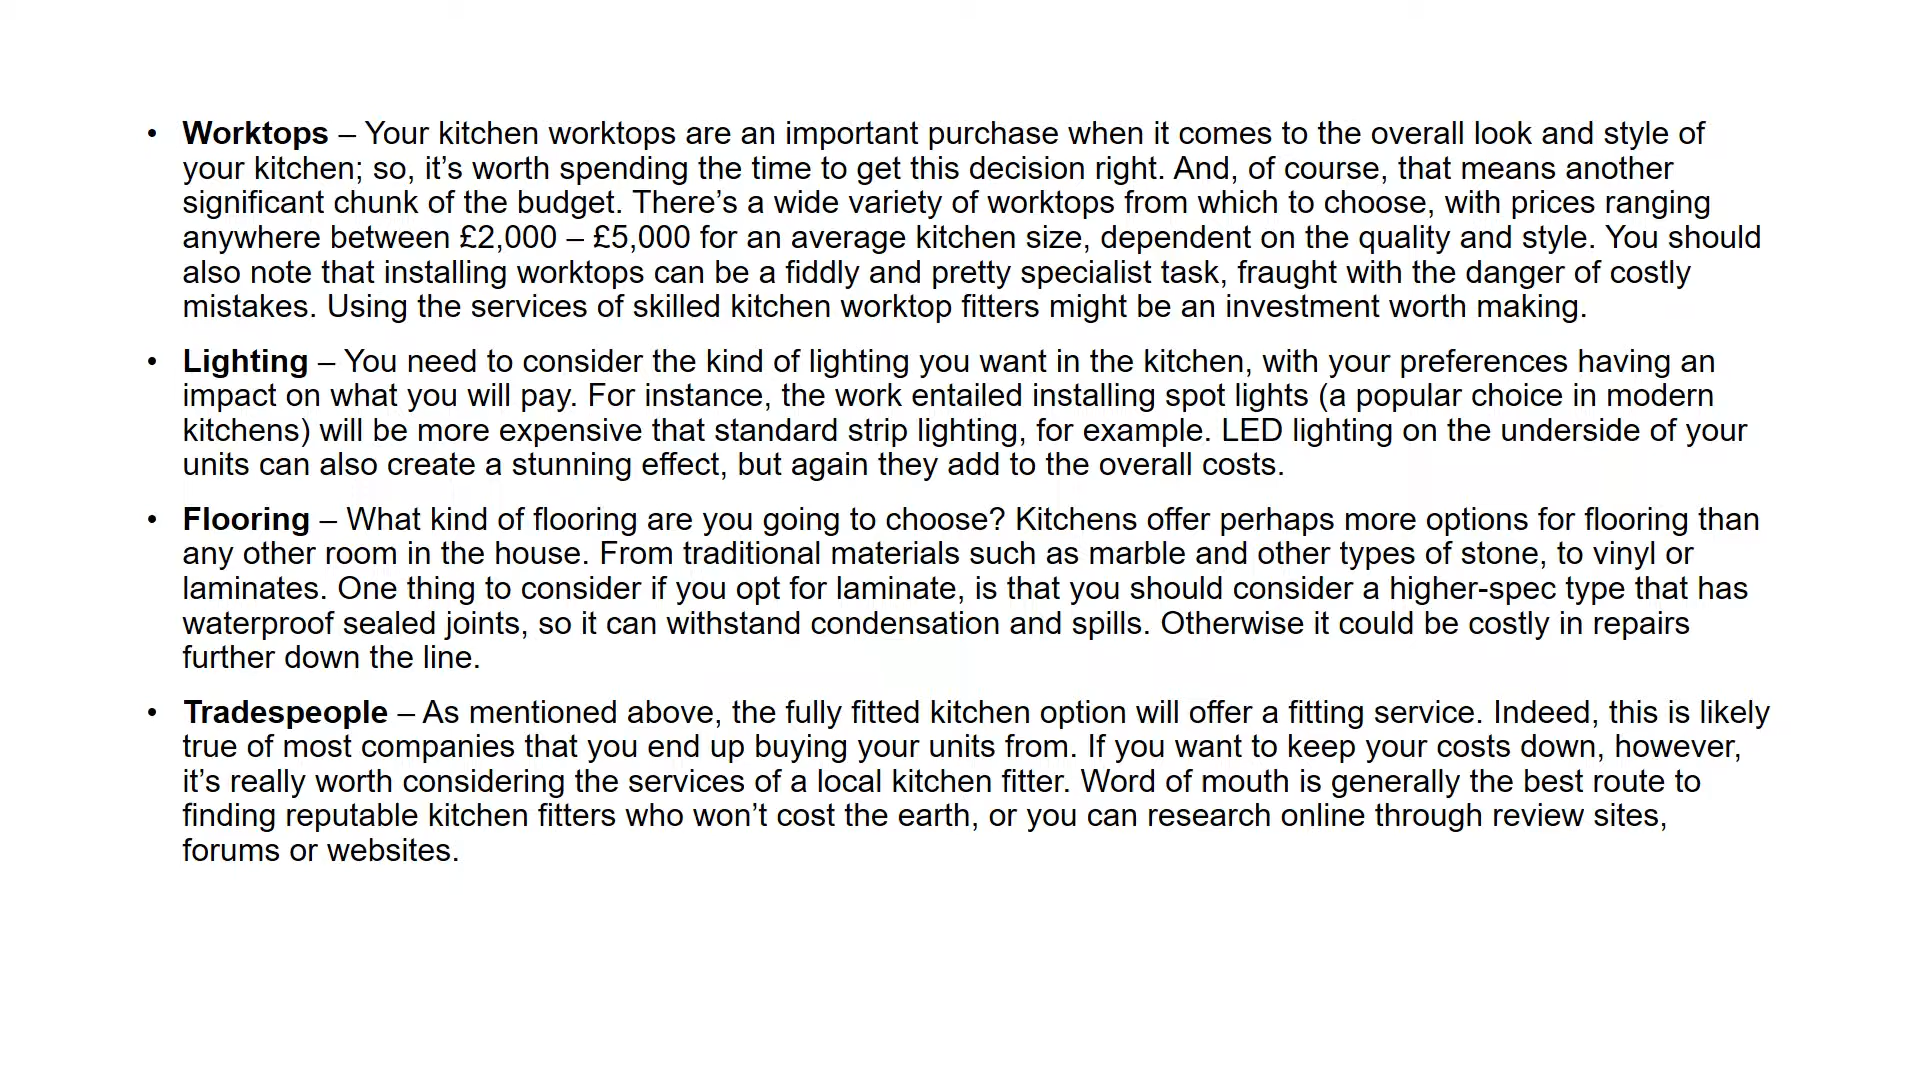 • Worktops – Your kitchen worktops are an important purchase when it comes to the overall look and style of
your kitchen; so, it’s worth spending the time to get this decision right. And, of course, that means another
significant chunk of the budget. There’s a wide variety of worktops from which to choose, with prices ranging
anywhere between £2,000 – £5,000 for an average kitchen size, dependent on the quality and style. You should
also note that installing worktops can be a fiddly and pretty specialist task, fraught with the danger of costly
mistakes. Using the services of skilled kitchen worktop fitters might be an investment worth making.
• Lighting – You need to consider the kind of lighting you want in the kitchen, with your preferences having an
impact on what you will pay. For instance, the work entailed installing spot lights (a popular choice in modern
kitchens) will be more expensive that standard strip lighting, for example. LED lighting on the underside of your
units can also create a stunning effect, but again they add to the overall costs.
• Flooring – What kind of flooring are you going to choose? Kitchens offer perhaps more options for flooring than
any other room in the house. From traditional materials such as marble and other types of stone, to vinyl or
laminates. One thing to consider if you opt for laminate, is that you should consider a higher-spec type that has
waterproof sealed joints, so it can withstand condensation and spills. Otherwise it could be costly in repairs
further down the line.
• Tradespeople – As mentioned above, the fully fitted kitchen option will offer a fitting service. Indeed, this is likely
true of most companies that you end up buying your units from. If you want to keep your costs down, however,
it’s really worth considering the services of a local kitchen fitter. Word of mouth is generally the best route to
finding reputable kitchen fitters who won’t cost the earth, or you can research online through review sites,
forums or websites.